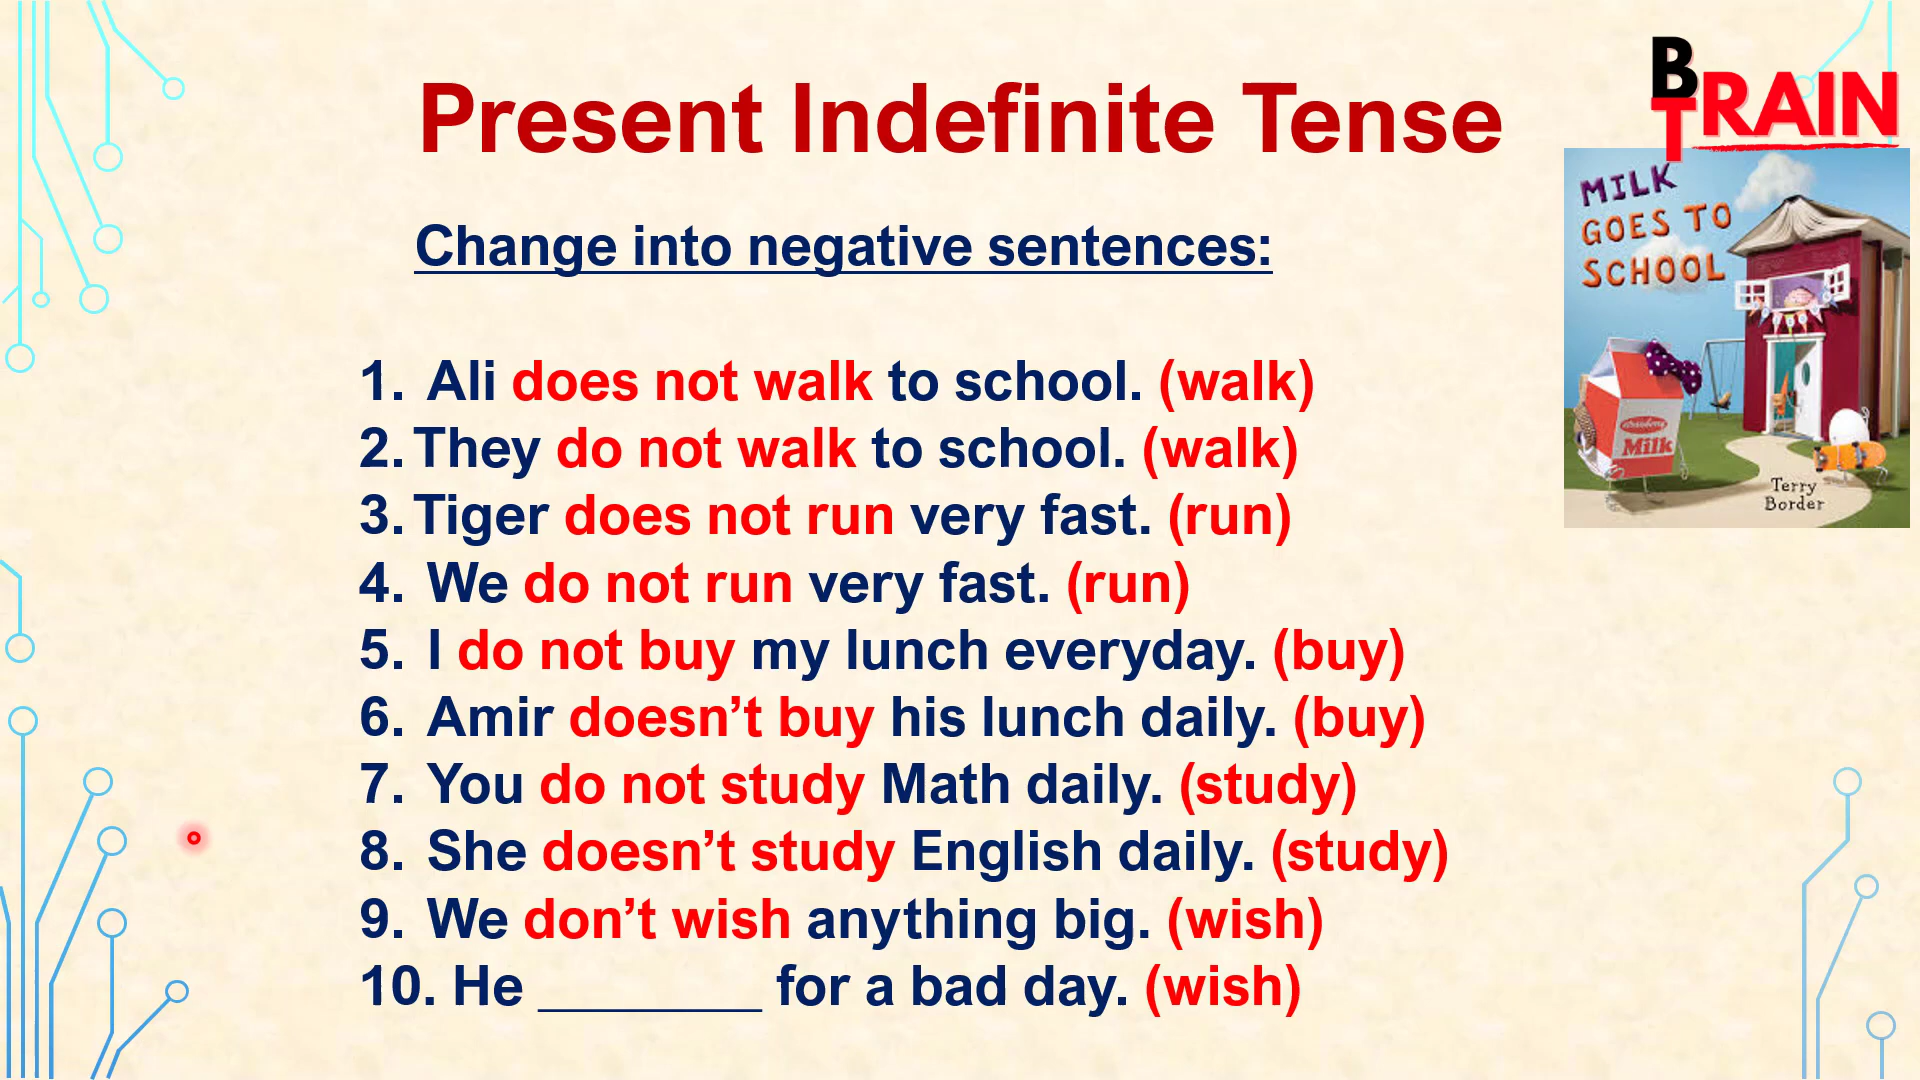 Present Indefinite Tense
BRAIN
T
Change into negative sentences:
MILK
GOES TO
SCHOOL
strawberry
Milk
Terry
Border
1. Ali does not walk to school. (walk)
2. They do not walk to school. (walk)
3. Tiger does not run very fast. (run)
4. We do not run very fast. (run)
5. I do not buy my lunch everyday. (buy)
6. Amir doesn’t buy his lunch daily. (buy)
7. You do not study Math daily. (study)
8. She doesn’t study English daily. (study)
9. We don’t wish anything big. (wish)
10. He ________ for a bad day. (wish)